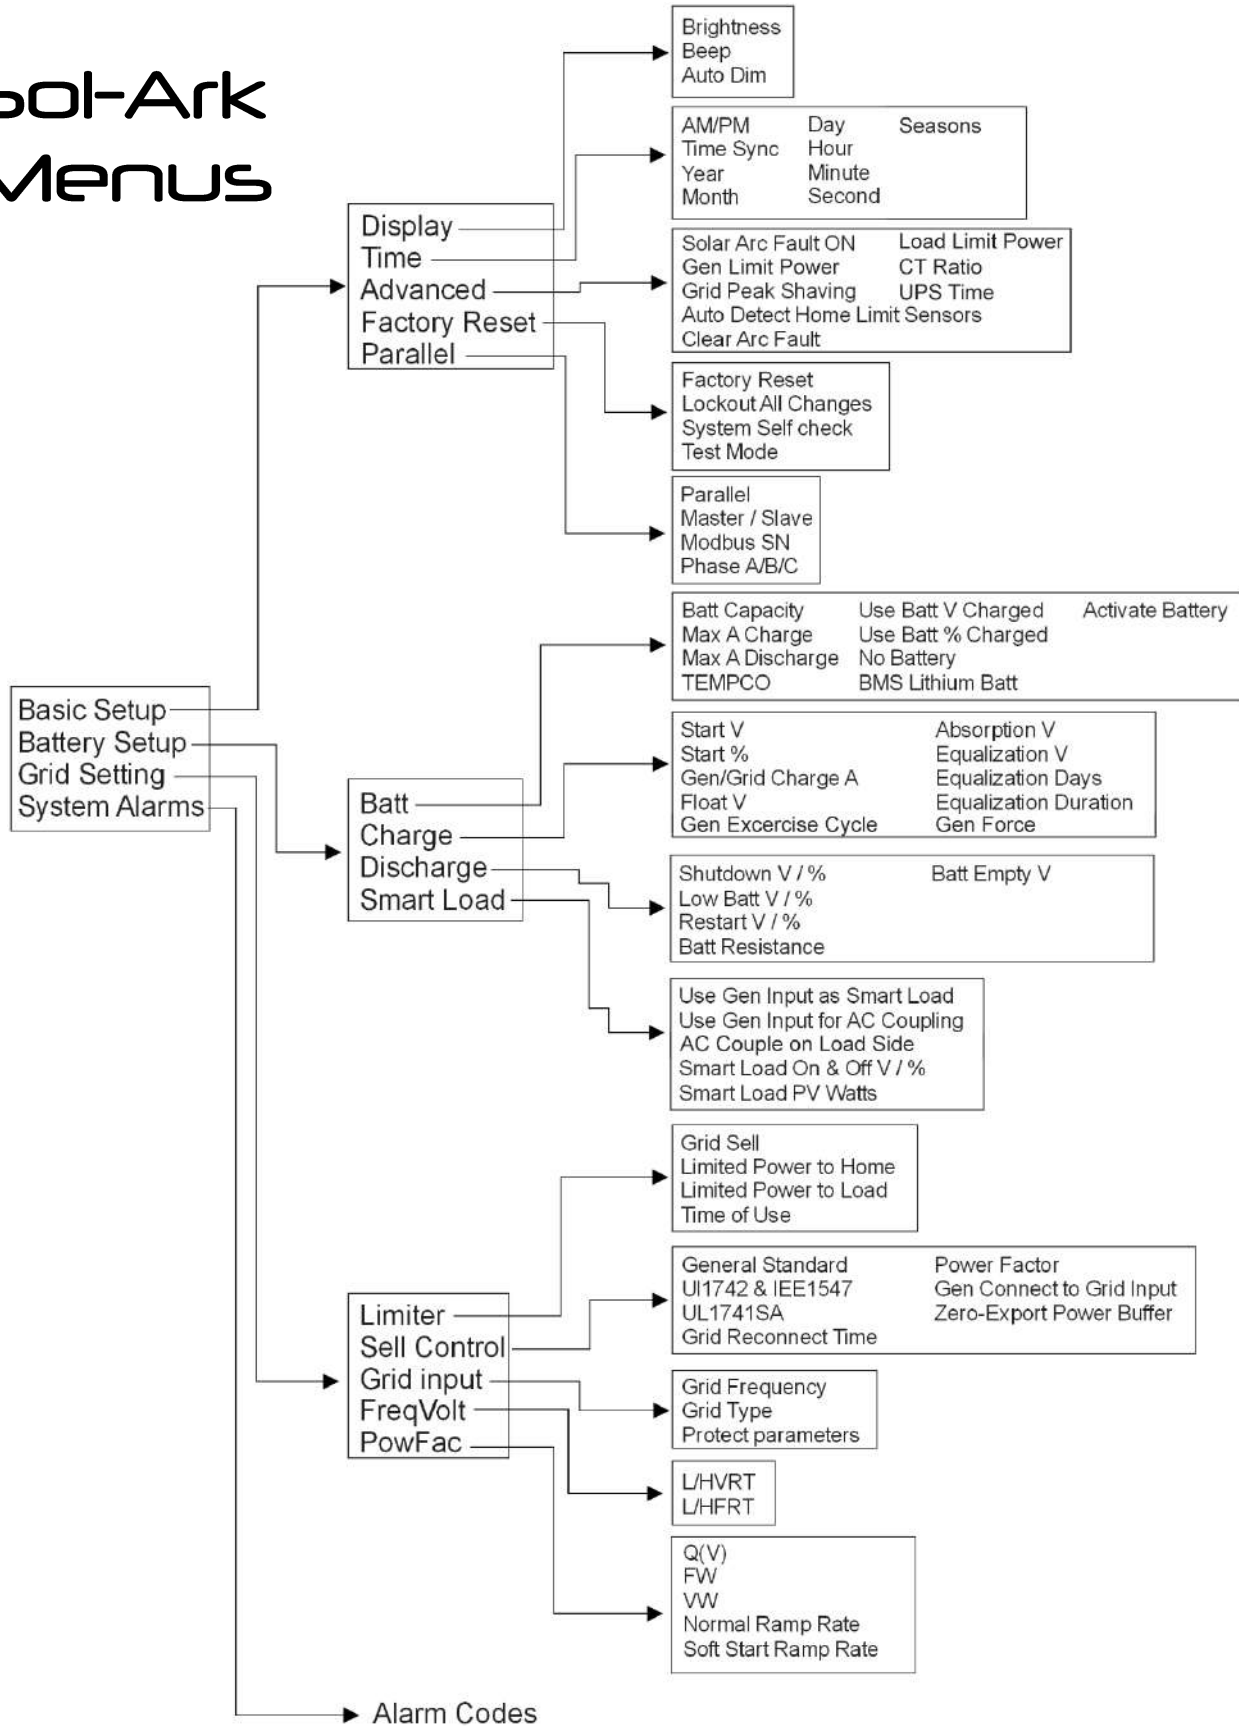 Sol-Ark
Menus
Basic Setup
Battery Setup
Grid Setting
System Alarms
Display
Time
Advanced
Factory Reset
Parallel
Brightness
Beep
Auto Dim
AM/PM Day Seasons
Time Sync Hour
Year Minute
Month Second
Solar Arc Fault ON Load Limit Power
Gen Limit Power CT Ratio
Grid Peak Shaving UPS Time
Auto Detect Home Limit Sensors
Clear Arc Fault
Factory Reset
Lockout All Changes
System Self check
Test Mode
Parallel
Master / Slave
Modbus SN
Phase A/B/C
Batt
Charge
Discharge
Smart Load
Batt Capacity Use Batt V Charged Activate Battery
Max A Charge Use Batt % Charged
Max A Discharge No Battery
TEMPCO BMS Lithium Batt
Start V Absorption V
Start % Equalization V
Gen/Grid Charge A Equalization Days
Float V Equalization Duration
Gen Excercise Cycle Gen Force
Shutdown V / % Batt Empty V
Low Batt V / %
Restart V / %
Batt Resistance
Use Gen Input as Smart Load
Use Gen Input for AC Coupling
AC Couple on Load Side
Smart Load On & Off V / %
Smart Load PV Watts
Limiter
Sell Control
Grid input
FreqVolt
PowFac
Grid Sell
Limited Power to Home
Limited Power to Load
Time of Use
General Standard Power Factor
Ul1742 & IEE1547 Gen Connect to Grid Input
UL1741SA Zero-Export Power Buffer
Grid Reconnect Time
Grid Frequency
Grid Type
Protect parameters
L/HVRT
L/HFRT
Q(V)
FW
VW
Normal Ramp Rate
Soft Start Ramp Rate
Alarm Codes